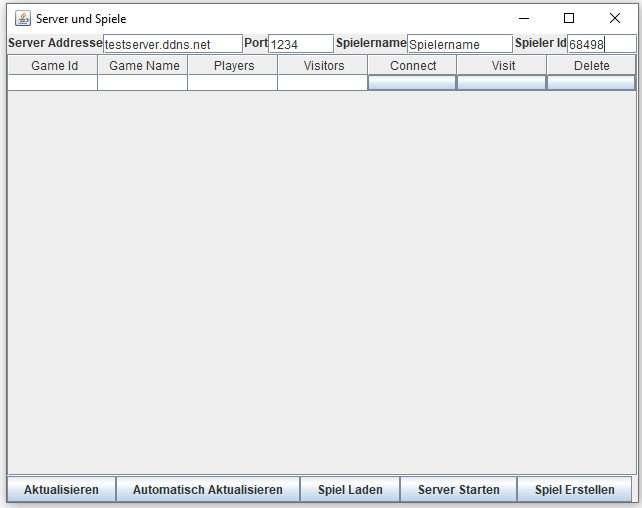 Server und Spiele
Server Addresse testserver.ddns.net Port 1234 Spielername Spielername Spieler Id 68498
Game Id Game Name Players Visitors Connect Visit Delete
Aktualisieren Automatisch Aktualisieren Spiel Laden Server Starten Spiel Erstellen